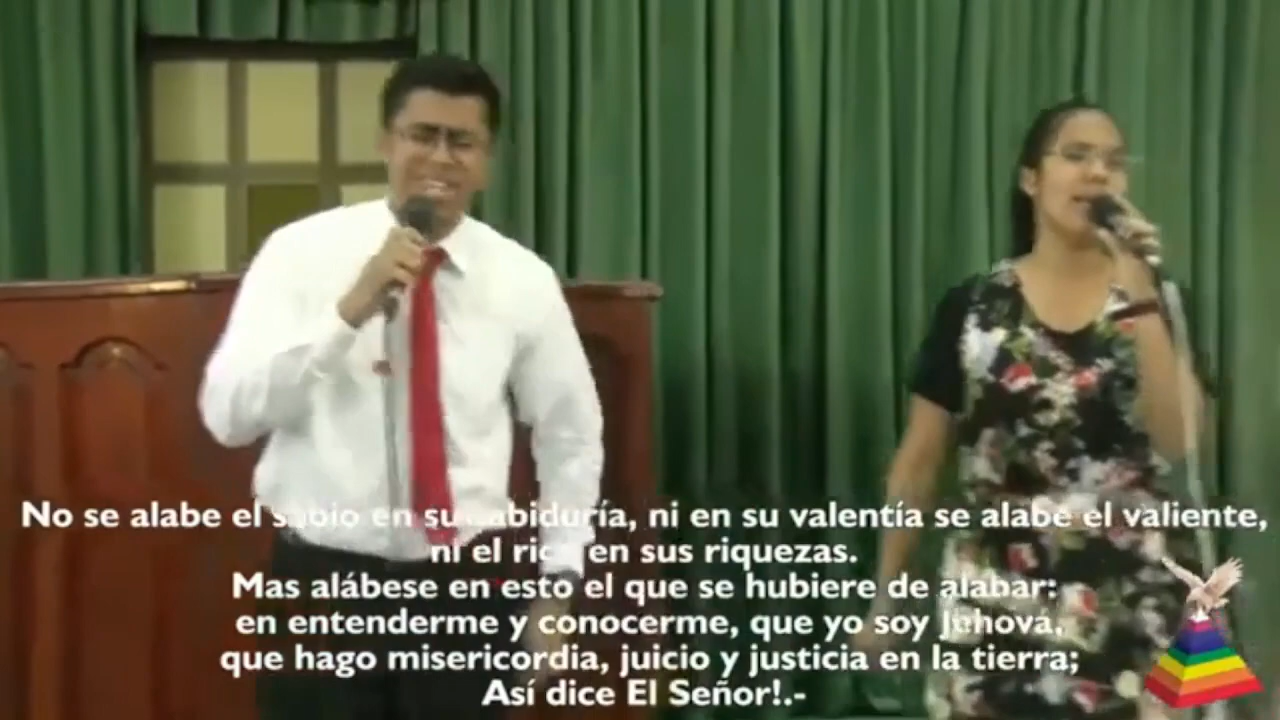 No se alabe el sabio en su sabiduría, ni en su valentía se alabe el valiente,
ni el rico en sus riquezas.
Mas alábese en esto el que se hubiere de alabar:
en entenderme y conocerme, que yo soy Jehová,
que hago misericordia, juicio y justicia en la tierra;
Así dice El Señor!.-